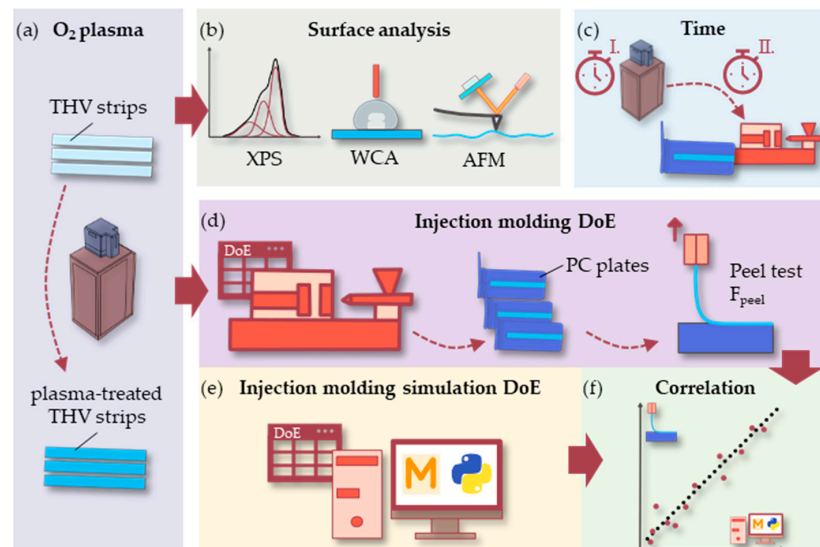 (a) O₂ plasma
THV strips
plasma-treated
THV strips
(b) Surface analysis
XPS
WCA
AFM
(c) Time
I.
II.
(d) Injection molding DoE
DoE
PC plates
Peel test
Fpeel
(e) Injection molding simulation DoE
DoE
M
(f) Correlation
M